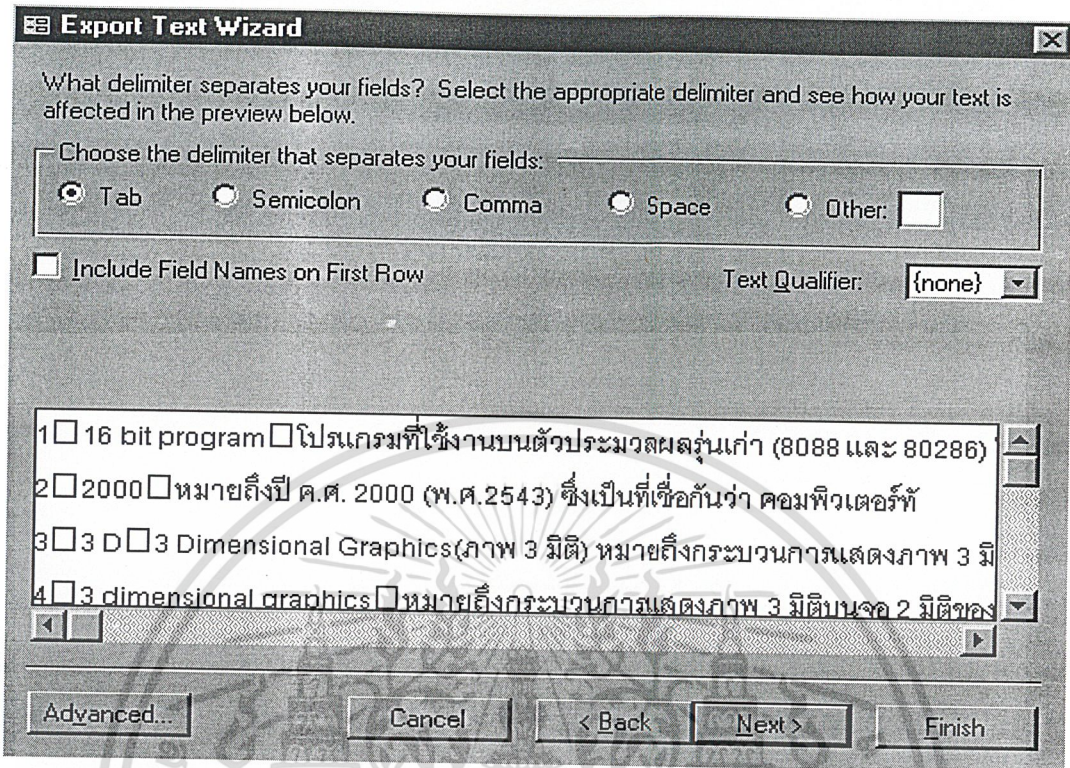 Export Text Wizard
What delimiter separates your fields? Select the appropriate delimiter and see how your text is
affected in the preview below.
Choose the delimiter that separates your fields:
Tab Semicolon Comma Space Other:
Include Field Names on First Row Text Qualifier: {none}
1□16 bit program□โปรแกรมที่ใช้งานบนตัวประมวลผลรุ่นเก่า (8088 และ 80286)
2□2000□หมายถึงปี ค.ศ. 2000 (พ.ศ.2543) ซึ่งเป็นที่เชื่อกันว่า คอมพิวเตอร์ทั
3□3 D□3 Dimensional Graphics(ภาพ 3 มิติ) หมายถึงกระบวนการแสดงภาพ 3 มิ
4□3 dimensional graphics□หมายถึงกระบวนการแสดงภาพ 3 มิติบนจอ 2 มิติของ
Advanced... Cancel < Back Next > Finish